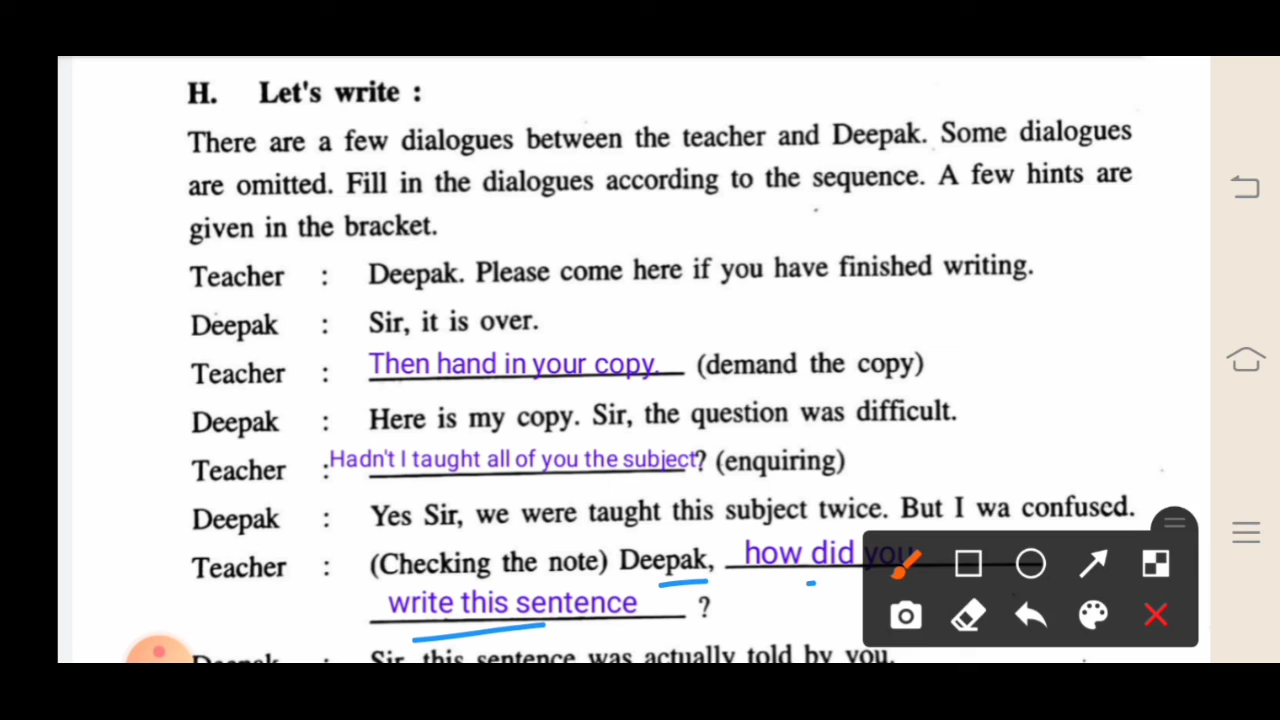 H. Let's write :
There are a few dialogues between the teacher and Deepak. Some dialogues
are omitted. Fill in the dialogues according to the sequence. A few hints are
given in the bracket.
Teacher : Deepak. Please come here if you have finished writing.
Deepak : Sir, it is over.
Teacher : Then hand in your copy. (demand the copy)
Deepak : Here is my copy. Sir, the question was difficult.
Teacher : Hadn't I taught all of you the subject? (enquiring)
Deepak : Yes Sir, we were taught this subject twice. But I wa confused.
Teacher : (Checking the note) Deepak, how did you
write this sentence ?
Deepak : Sir, this sentence was actually told by you.